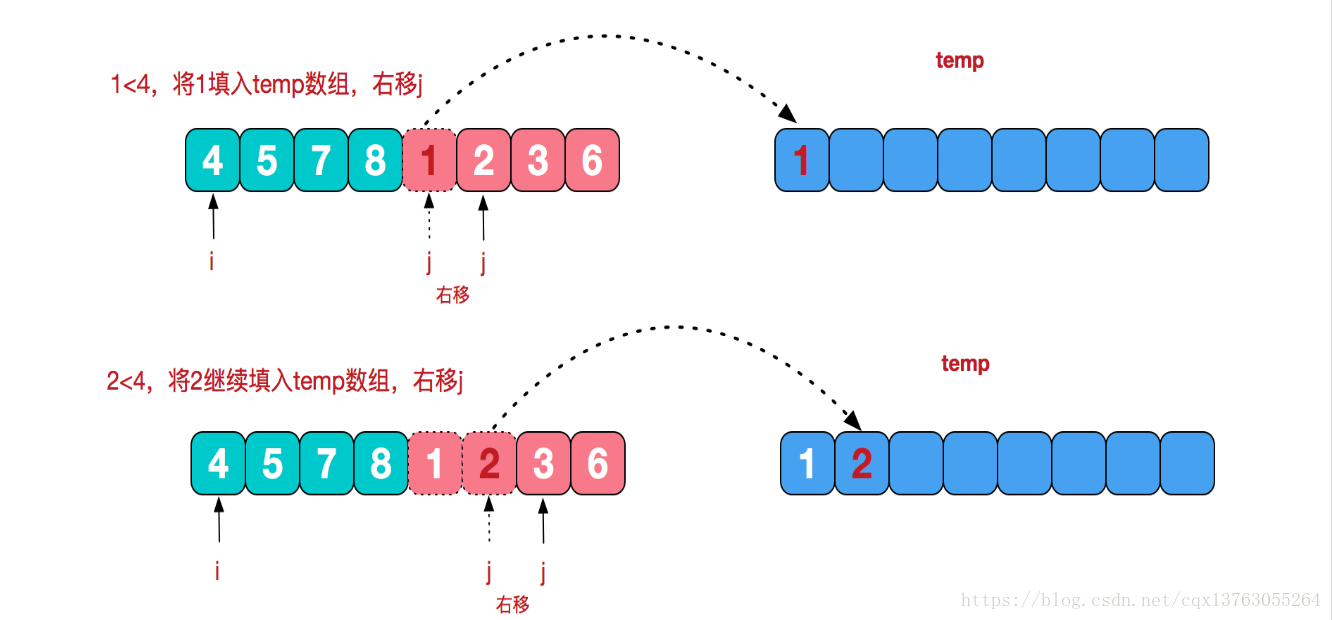 temp
1<4，将1填入temp数组，右移j
4 5 7 8 1 2 3 6
1
i j j
右移
temp
2<4，将2继续填入temp数组，右移j
4 5 7 8 1 2 3 6
1 2
i j j
右移
https://blog.csdn.net/cqx13763055264